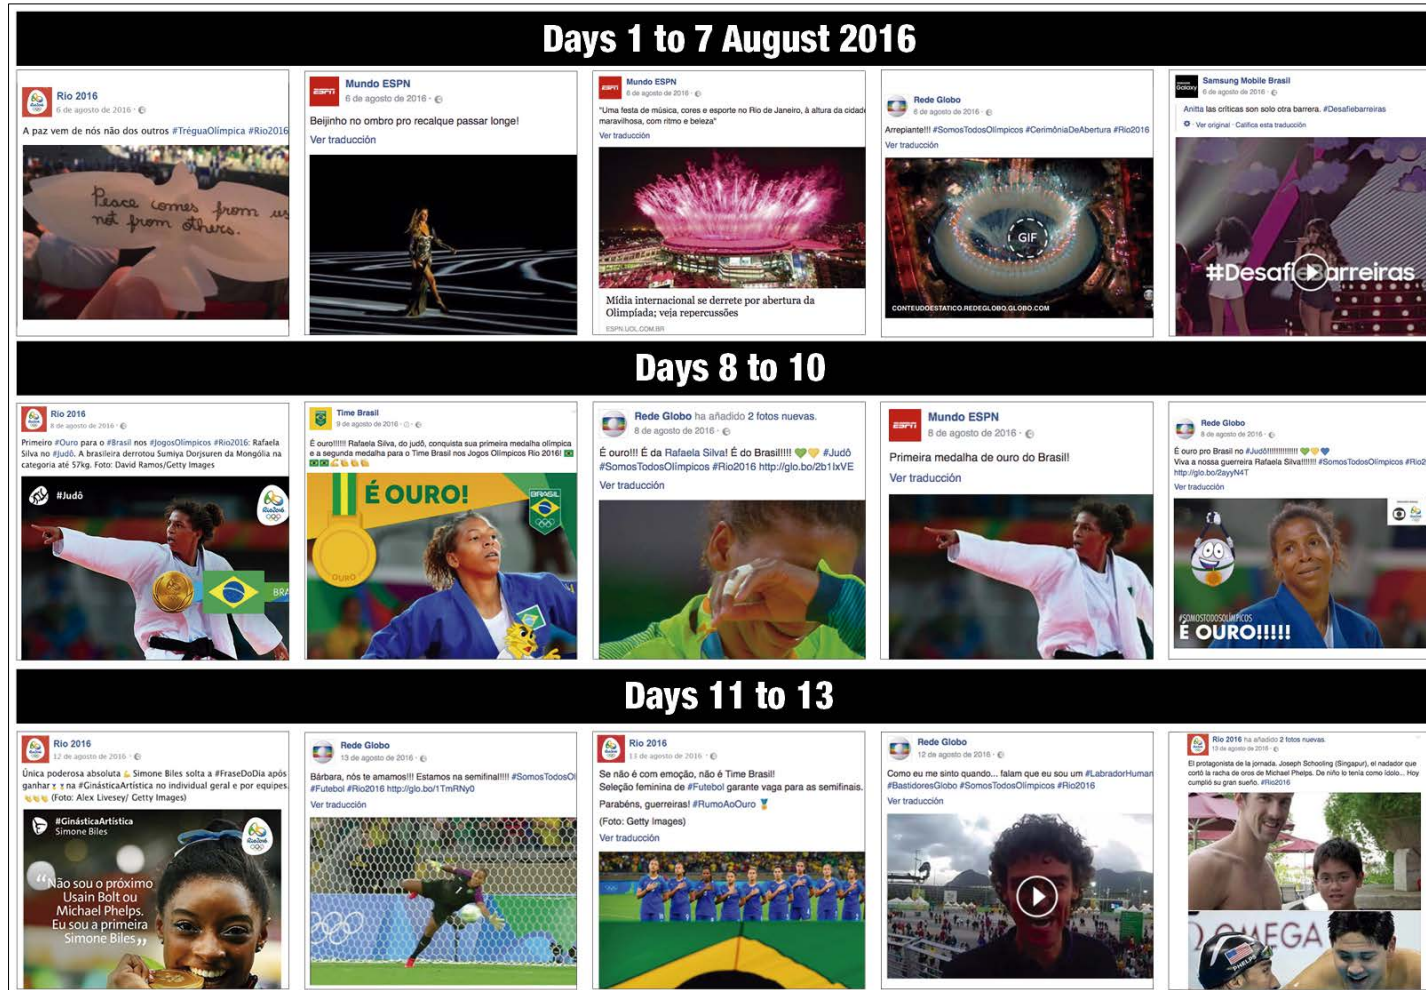 Days 1 to 7 August 2016
Rio 2016
6 de agosto de 2016
A paz vem de nós não dos outros #TréguaOlímpica #Rio2016
Peace comes from us
not from others.
ESPN
Mundo ESPN
6 de agosto de 2016
Beijinho no ombro pro recalque passar longe!
Ver traducción
ESPN
Mundo ESPN
6 de agosto de 2016
"Uma festa de música, cores e esporte no Rio de Janeiro, à altura da cidade
maravilhosa, com ritmo e beleza"
Ver traducción
Mídia internacional se derrete por abertura da
Olimpíada; veja repercussões
ESPN.UOL.COM.BR
Rede Globo
6 de agosto de 2016
Arrepiante!!! #SomosTodosOlímpicos #CerimôniaDeAbertura #Rio2016
Ver traducción
GIF
CONTEUDOESTATICO.REDEGLOBO.GLOBO.COM
Samsung Galaxy
Samsung Mobile Brasil
6 de agosto de 2016
Anitta las críticas son solo otra barrera. #Desafiebarreiras
Ver original · Califica esta traducción
#DesafieBarreiras
Days 8 to 10
Rio 2016
8 de agosto de 2016
Primeiro #Ouro para o #Brasil nos #JogosOlímpicos #Rio2016: Rafaela
Silva no #Judô. A brasileira derrotou Sumiya Dorjsuren da Mongólia na
categoria até 57kg. Foto: David Ramos/Getty Images
#Judô
Rio2016
BRA
Time Brasil
9 de agosto de 2016
É ouro!!!!!! Rafaela Silva, do judô, conquista sua primeira medalha olímpica
e a segunda medalha para o Time Brasil nos Jogos Olímpicos Rio 2016!
É OURO!
BRASIL
OURO
Rede Globo ha añadido 2 fotos nuevas.
8 de agosto de 2016
É ouro!!! É da Rafaela Silva! É do Brasil!!!!! #Judô
#SomosTodosOlímpicos #Rio2016 http://glo.bo/2b1IxVE
Ver traducción
ESPN
Mundo ESPN
8 de agosto de 2016
Primeira medalha de ouro do Brasil!
Ver traducción
Rede Globo
8 de agosto de 2016
É ouro pro Brasil no #Judô!!!!!!!!!!!!!!!
Viva a nossa guerreira Rafaela Silva!!!!!!! #SomosTodosOlímpicos #Rio2
http://glo.bo/2ayyN4T
Ver traducción
#SOMOSTODOSOLÍMPICOS
É OURO!!!!!
Days 11 to 13
Rio 2016
12 de agosto de 2016
Única poderosa absoluta Simone Biles solta a #FraseDoDia após
ganhar na #GinásticaArtística no individual geral e por equipes.
(Foto: Alex Livesey/ Getty Images)
#GinásticaArtística
Simone Biles
Rio2016
"Não sou o próximo
Usain Bolt ou
Michael Phelps.
Eu sou a primeira
Simone Biles"
Rede Globo
13 de agosto de 2016
Bárbara, nós te amamos!!! Estamos na semifinal!!!! #SomosTodosOl
#Futebol #Rio2016 http://glo.bo/1TmRNy0
Ver traducción
Rio 2016
13 de agosto de 2016
Se não é com emoção, não é Time Brasil!
Seleção feminina de #Futebol garante vaga para as semifinais.
Parabéns, guerreiras! #RumoAoOuro
(Foto: Getty Images)
Ver traducción
Rede Globo
12 de agosto de 2016
Como eu me sinto quando... falam que eu sou um #LabradorHuman
#BastidoresGlobo #SomosTodosOlímpicos #Rio2016
Ver traducción
Rio 2016 ha añadido 2 fotos nuevas.
13 de agosto de 2016
El protagonista de la jornada. Joseph Schooling (Singapur), el nadador que
cortó la racha de oros de Michael Phelps. De niño lo tenía como ídolo... Hoy
cumplió su gran sueño. #Rio2016
OMEGA
PHELPS